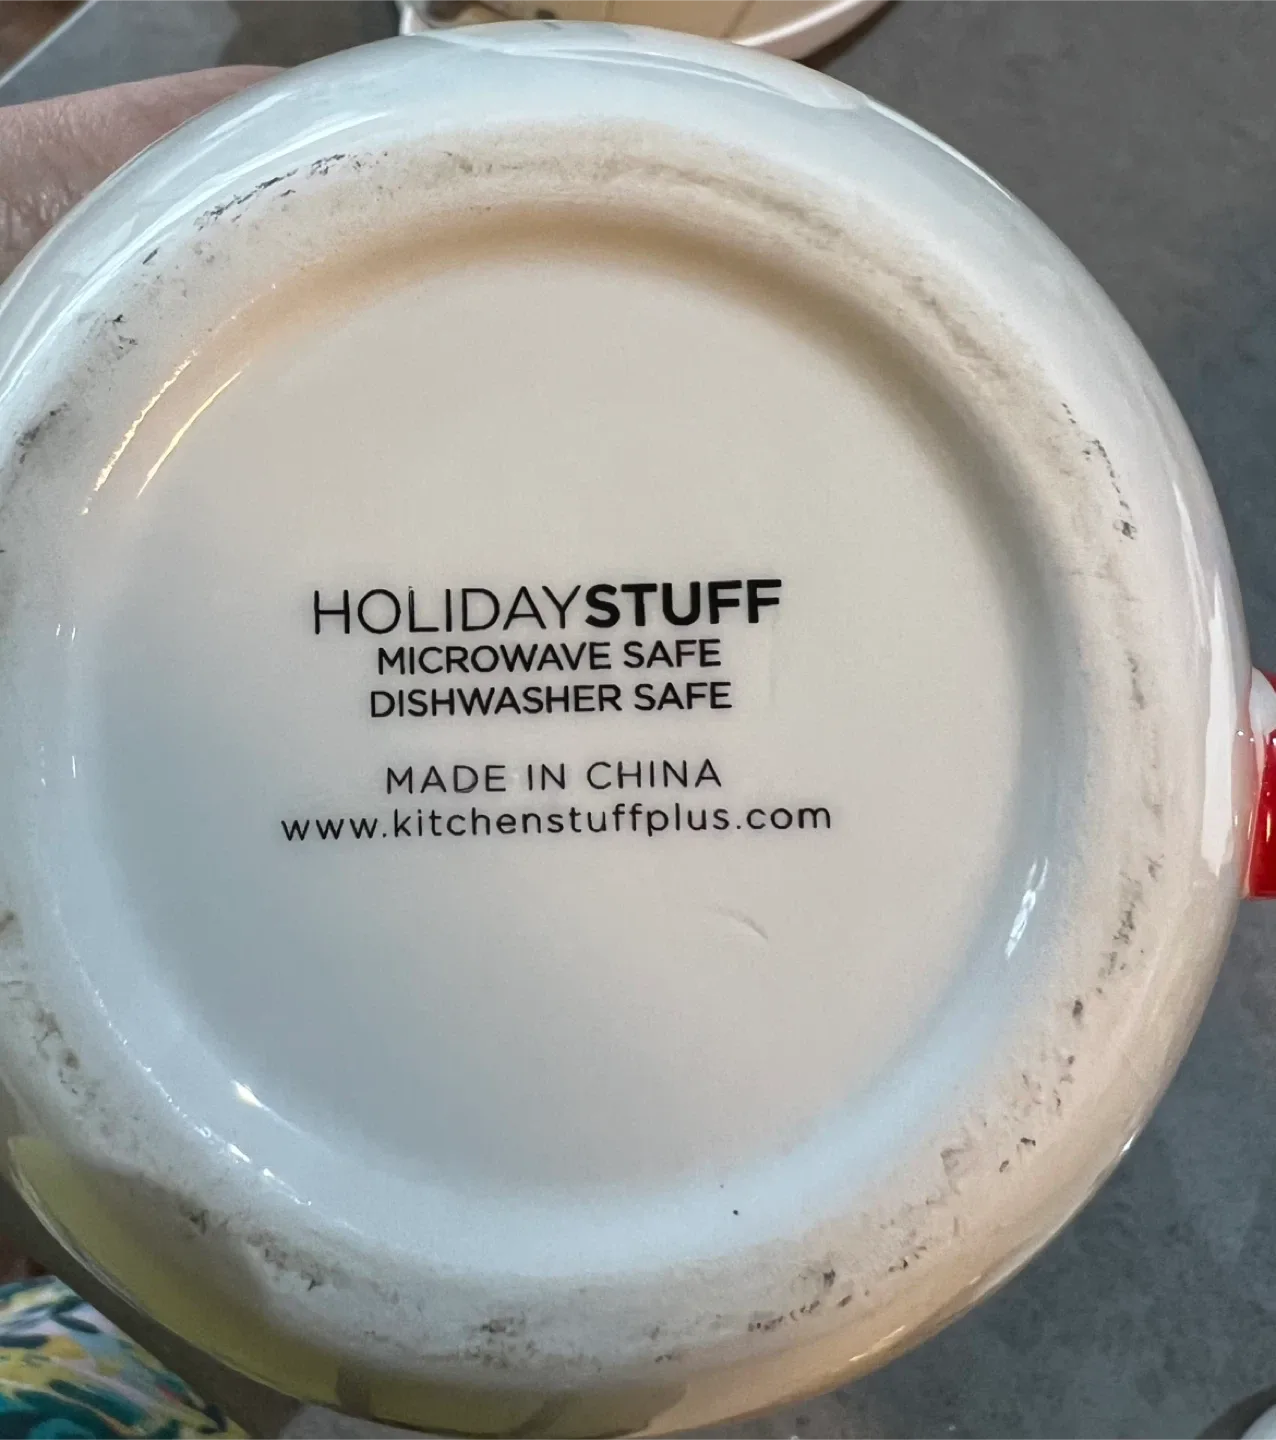 HOLIDAYSTUFF
MICROWAVE SAFE
DISHWASHER SAFE
MADE IN CHINA
www.kitchenstuffplus.com